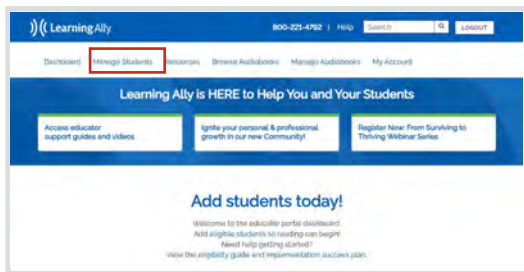 Learning Ally
800-221-4792 | Help Search LOGOUT
Dashboard Manage Students Resources Browse Audiobooks Manage Audiobooks My Account
Learning Ally is HERE to Help You and Your Students
Access educator
support guides and videos
Ignite your personal & professional
growth in our new Community!
Register Now: From Surviving to
Thriving Webinar Series
Add students today!
Welcome to the educator portal dashboard.
Add eligible students so reading can begin!
Need help getting started?
View the eligibility guide and implementation success plan.